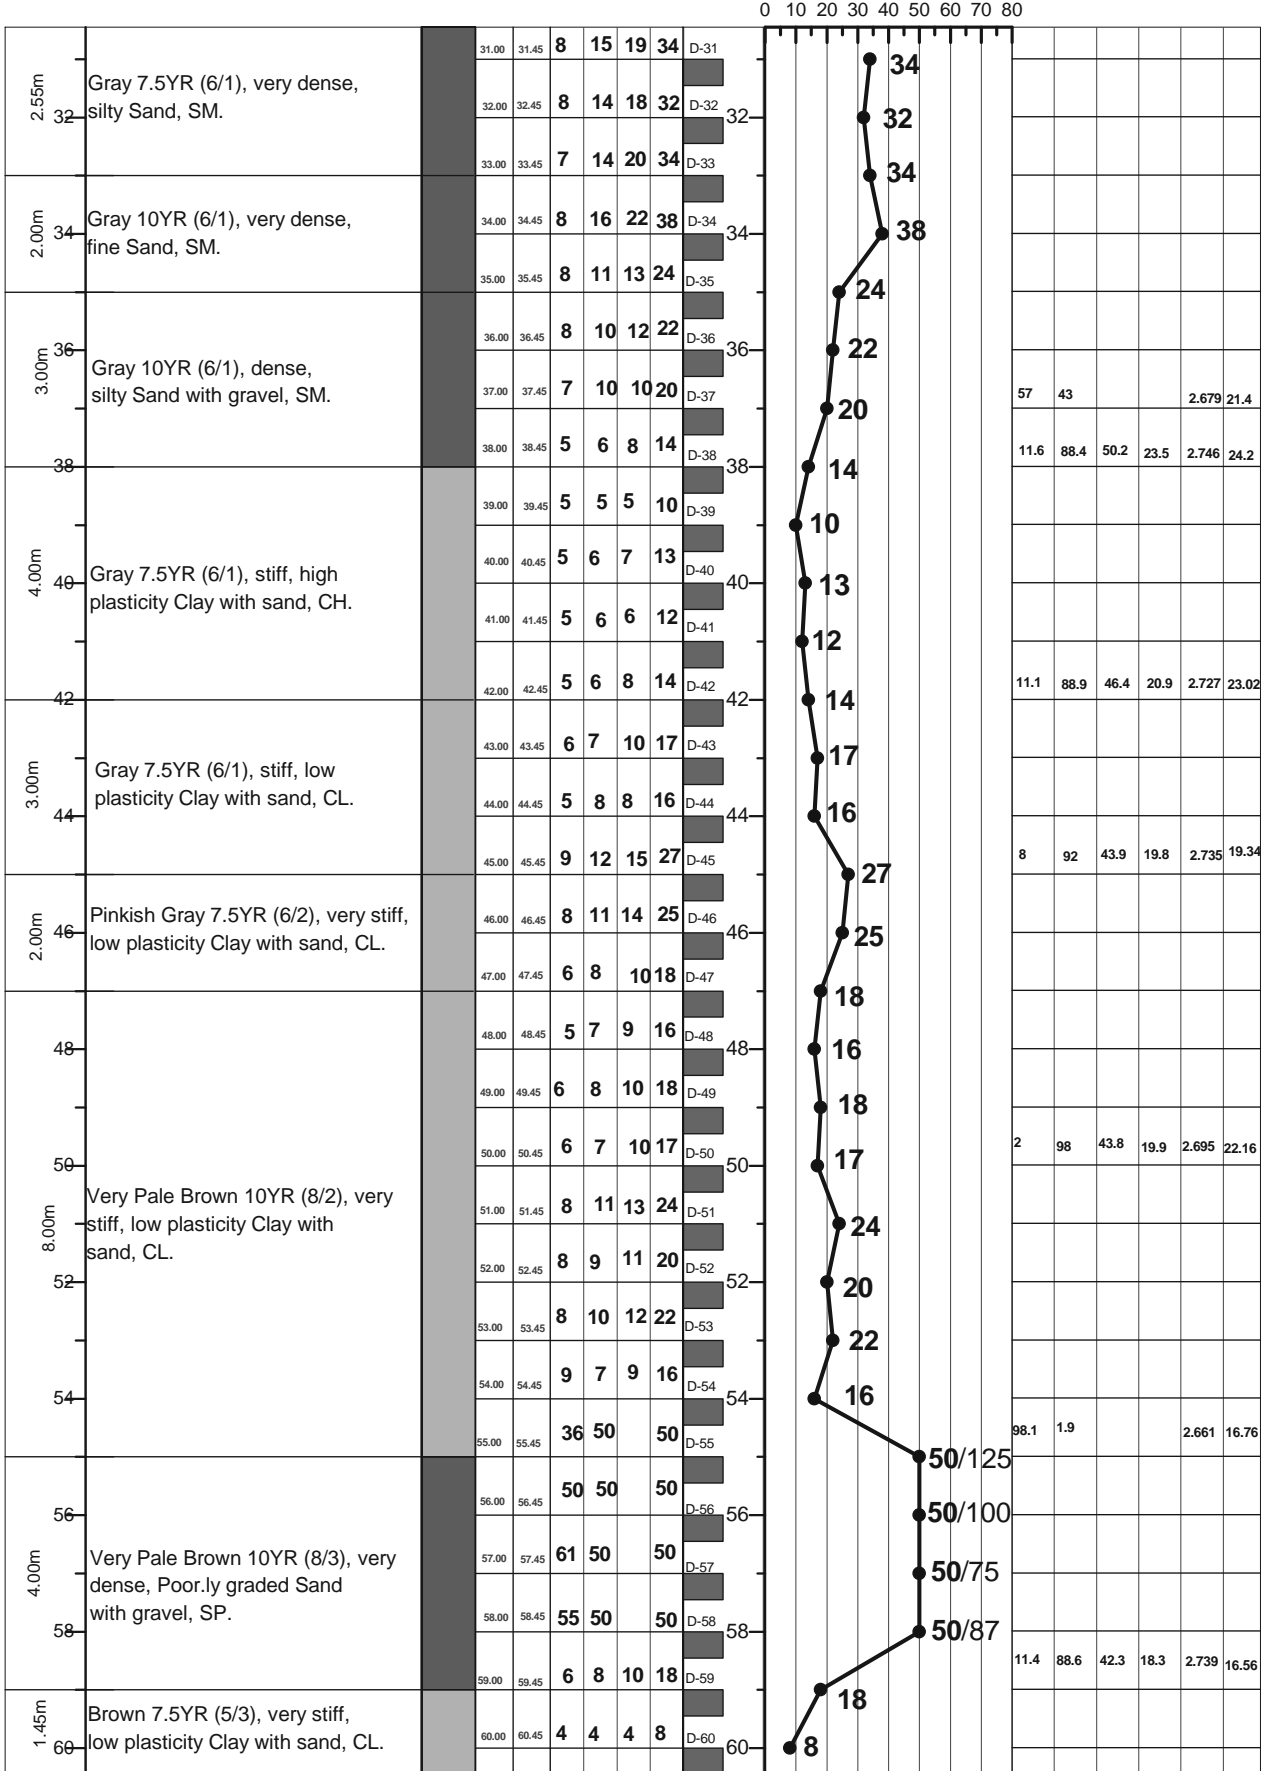 0 10 20 30 40 50 60 70 80
31.00 31.45 8 15 19 34 D-31
34
2.55m
Gray 7.5YR (6/1), very dense,
silty Sand, SM.
32 32.00 32.45 8 14 18 32 D-32 32
32
33.00 33.45 7 14 20 34 D-33
34
2.00m
Gray 10YR (6/1), very dense,
fine Sand, SM.
34 34.00 34.45 8 16 22 38 D-34 34
38
35.00 35.45 8 11 13 24 D-35
24
36 36.00 36.45 8 10 12 22 D-36 36
22
3.00m
Gray 10YR (6/1), dense,
silty Sand with gravel, SM.
37.00 37.45 7 10 10 20 D-37
20
57 43 2.679 21.4
38 38.00 38.45 5 6 8 14 D-38 38
14
11.6 88.4 50.2 23.5 2.746 24.2
39.00 39.45 5 5 5 10 D-39
10
4.00m
Gray 7.5YR (6/1), stiff, high
plasticity Clay with sand, CH.
40 40.00 40.45 5 6 7 13 D-40 40
13
41.00 41.45 5 6 6 12 D-41
12
42 42.00 42.45 5 6 8 14 D-42 42
14
11.1 88.9 46.4 20.9 2.727 23.02
43.00 43.45 6 7 10 17 D-43
17
3.00m
Gray 7.5YR (6/1), stiff, low
plasticity Clay with sand, CL.
44 44.00 44.45 5 8 8 16 D-44 44
16
45.00 45.45 9 12 15 27 D-45
27
8 92 43.9 19.8 2.735 19.34
2.00m
Pinkish Gray 7.5YR (6/2), very stiff,
low plasticity Clay with sand, CL.
46 46.00 46.45 8 11 14 25 D-46 46
25
47.00 47.45 6 8 10 18 D-47
18
48 48.00 48.45 5 7 9 16 D-48 48
16
49.00 49.45 6 8 10 18 D-49
18
50 50.00 50.45 6 7 10 17 D-50 50
17
2 98 43.8 19.9 2.695 22.16
8.00m
Very Pale Brown 10YR (8/2), very
stiff, low plasticity Clay with
sand, CL.
51.00 51.45 8 11 13 24 D-51
24
52 52.00 52.45 8 9 11 20 D-52 52
20
53.00 53.45 8 10 12 22 D-53
22
54 54.00 54.45 9 7 9 16 D-54 54
16
55.00 55.45 36 50 50 D-55
50/125
98.1 1.9 2.661 16.76
56 56.00 56.45 50 50 50 D-56 56
50/100
4.00m
Very Pale Brown 10YR (8/3), very
dense, Poor.ly graded Sand
with gravel, SP.
57.00 57.45 61 50 50 D-57
50/75
58 58.00 58.45 55 50 50 D-58 58
50/87
59.00 59.45 6 8 10 18 D-59
18
11.4 88.6 42.3 18.3 2.739 16.56
1.45m
Brown 7.5YR (5/3), very stiff,
low plasticity Clay with sand, CL.
60 60.00 60.45 4 4 4 8 D-60 60
8